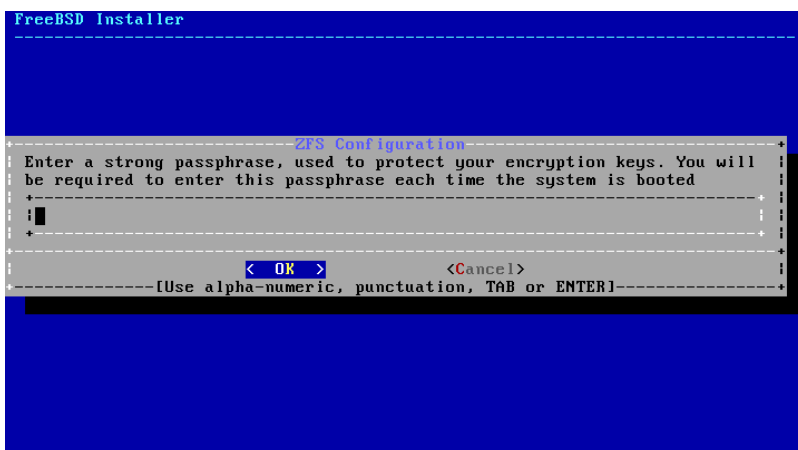 FreeBSD Installer
ZFS Configuration
Enter a strong passphrase, used to protect your encryption keys. You will
be required to enter this passphrase each time the system is booted
< OK > <Cancel>
[Use alpha-numeric, punctuation, TAB or ENTER]